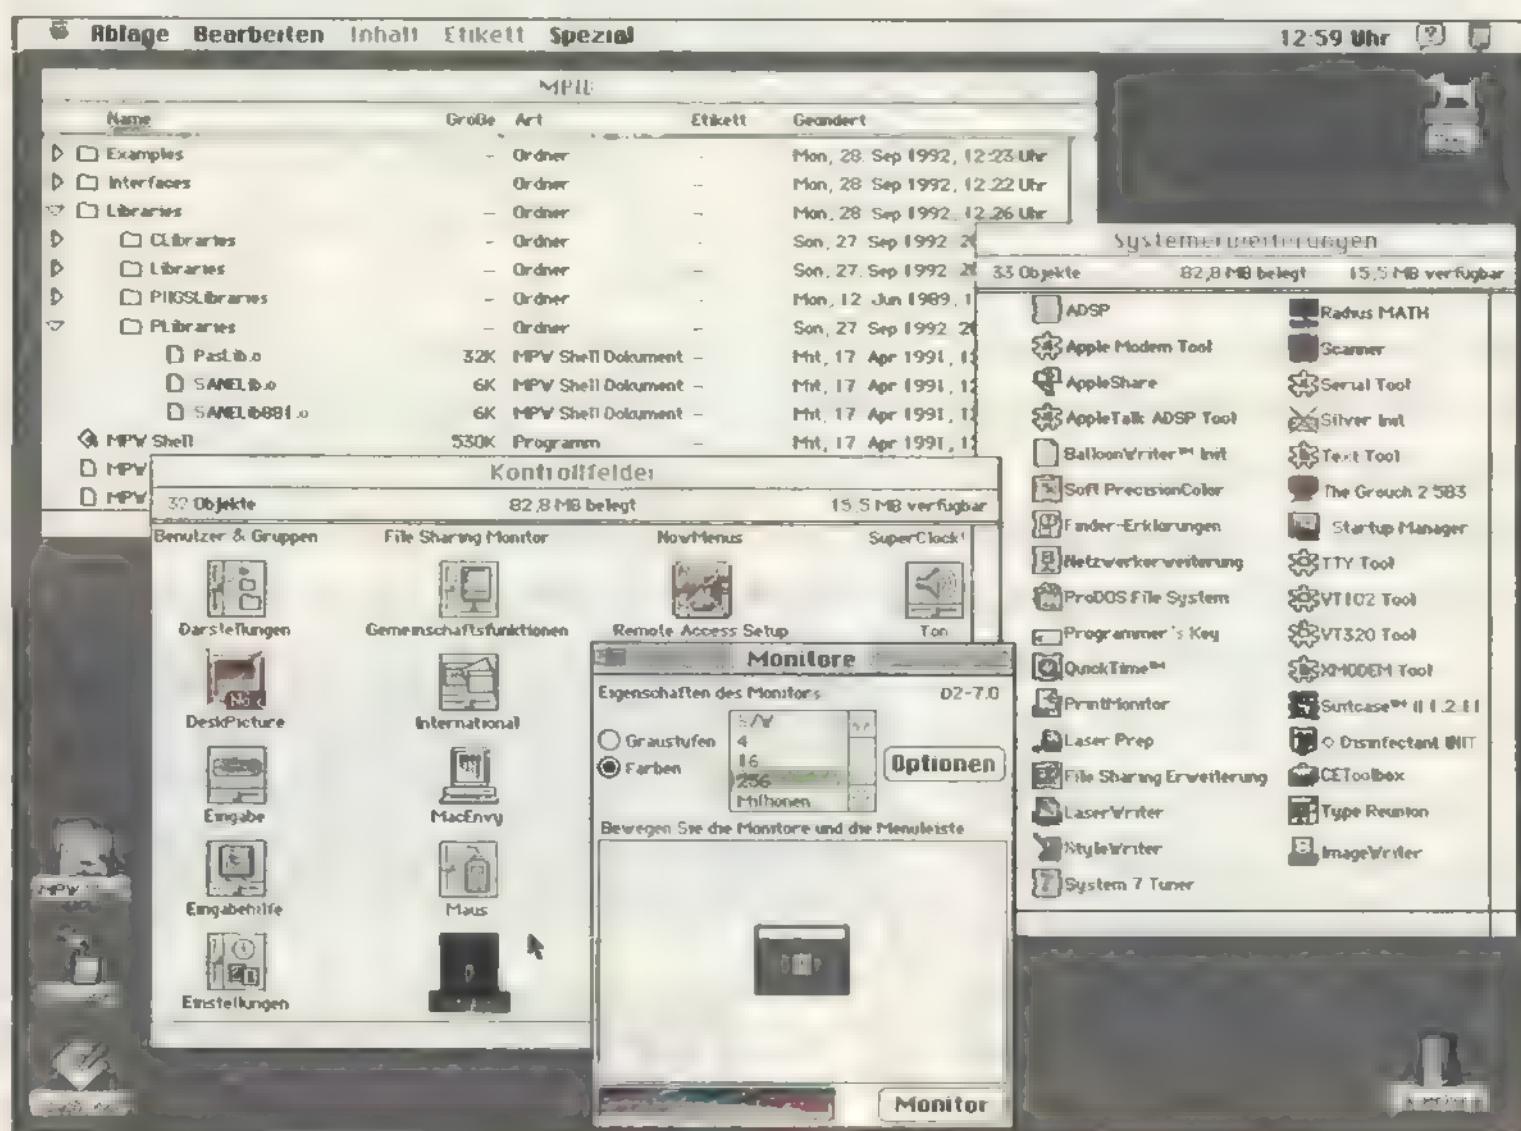 Ablage Bearbeiten Inhalt Etikett Spezial 12:59 Uhr
Name Größe Art Etikett Geändert
Examples – Ordner – Mon, 28. Sep 1992, 12:23 Uhr
Interfaces Ordner – Mon, 28 Sep 1992, 12:22 Uhr
Libraries – Ordner – Mon, 28 Sep 1992, 12.26 Uhr
CLibraries – Ordner – Son, 27 Sep 1992
Libraries – Ordner – Son, 27. Sep 1992
PIIGSLibraries – Ordner – Mon, 12 Jun 1989, 1
PLibraries – Ordner – Son, 27 Sep 1992
PasLib.o 32K MPW Shell Dokument – Mit, 17 Apr 1991, 1
SANELib.o 6K MPW Shell Dokument – Mit, 17 Apr 1991, 1
SANELib881.o 6K MPW Shell Dokument – Mit, 17 Apr 1991, 1
MPW Shell 530K Programm – Mit, 17 Apr 1991, 1
MPW
MPW
Systemerweiterungen
33 Objekte 82,8 MB belegt 15,5 MB verfügbar
ADSP
Apple Modem Tool
AppleShare
AppleTalk ADSP Tool
BalloonWriter™ Init
Soft PrecisionColor
Finder-Erklärungen
Netzwerkerweiterung
ProDOS File System
Programmer's Key
QuickTime™
PrintMonitor
Laser Prep
File Sharing Erweiterung
LaserWriter
StyleWriter
System 7 Tuner
Radius MATH
Scanner
Serial Tool
Silver Init
Text Tool
The Grouch 2.5B3
Startup Manager
TTY Tool
VT102 Tool
VT320 Tool
XMODEM Tool
Suitcase™ II
Disinfectant INIT
CEToolbox
Type Reunion
ImageWriter
Kontrollfelder
32 Objekte 82,8 MB belegt 15,5 MB verfügbar
Benutzer & Gruppen File Sharing Monitor NowMenus SuperClock!
Darstellungen Gemeinschaftsfunktionen Remote Access Setup Ton
DeskPicture International
Eingabe MacEnvy
Eingabehilfe Maus
Einstellungen
Monitore
Eigenschaften des Monitors: D2-7.0
Graustufen
Farben
S/W
4
16
256
Millionen
Optionen
Bewegen Sie die Monitore und die Menüleiste
Monitor
MPW